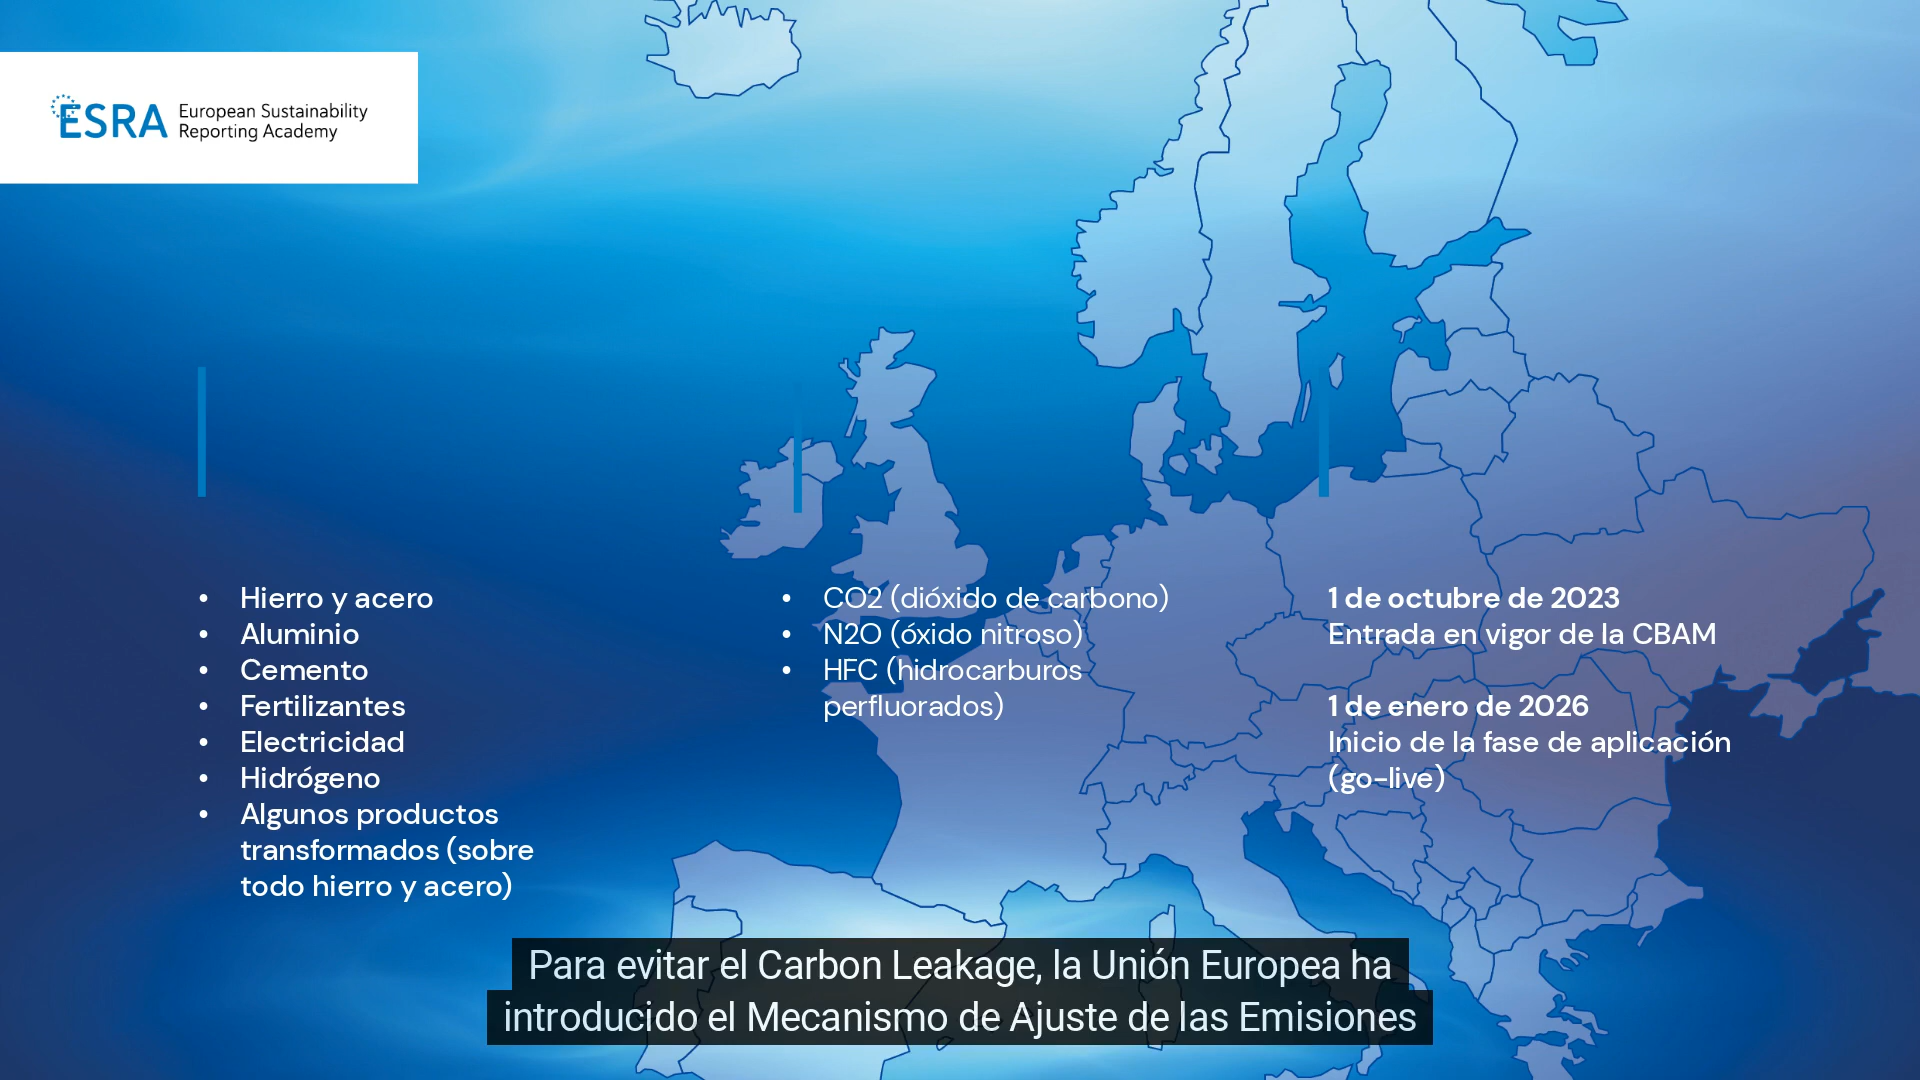 ESRA European Sustainability
Reporting Academy
• Hierro y acero
• Aluminio
• Cemento
• Fertilizantes
• Electricidad
• Hidrógeno
• Algunos productos
transformados (sobre
todo hierro y acero)
• CO2 (dióxido de carbono)
• N2O (óxido nitroso)
• HFC (hidrocarburos
perfluorados)
1 de octubre de 2023
Entrada en vigor de la CBAM
1 de enero de 2026
Inicio de la fase de aplicación
(go-live)
Para evitar el Carbon Leakage, la Unión Europea ha
introducido el Mecanismo de Ajuste de las Emisiones